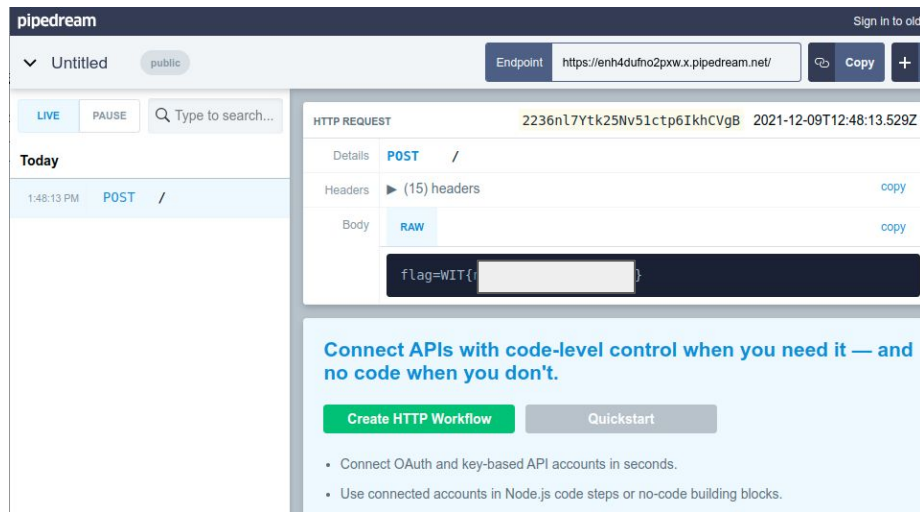 pipedream
Sign in to old
Untitled public
Endpoint https://enh4dufno2pxw.x.pipedream.net/ Copy +
LIVE PAUSE Type to search...
Today
1:48:13 PM POST /
HTTP REQUEST 2236nl7Ytk25Nv51ctp6IkhCVgB 2021-12-09T12:48:13.529Z
Details POST /
Headers ▶ (15) headers copy
Body RAW copy
flag=WIT{ }
Connect APIs with code-level control when you need it — and
no code when you don't.
Create HTTP Workflow Quickstart
• Connect OAuth and key-based API accounts in seconds.
• Use connected accounts in Node.js code steps or no-code building blocks.